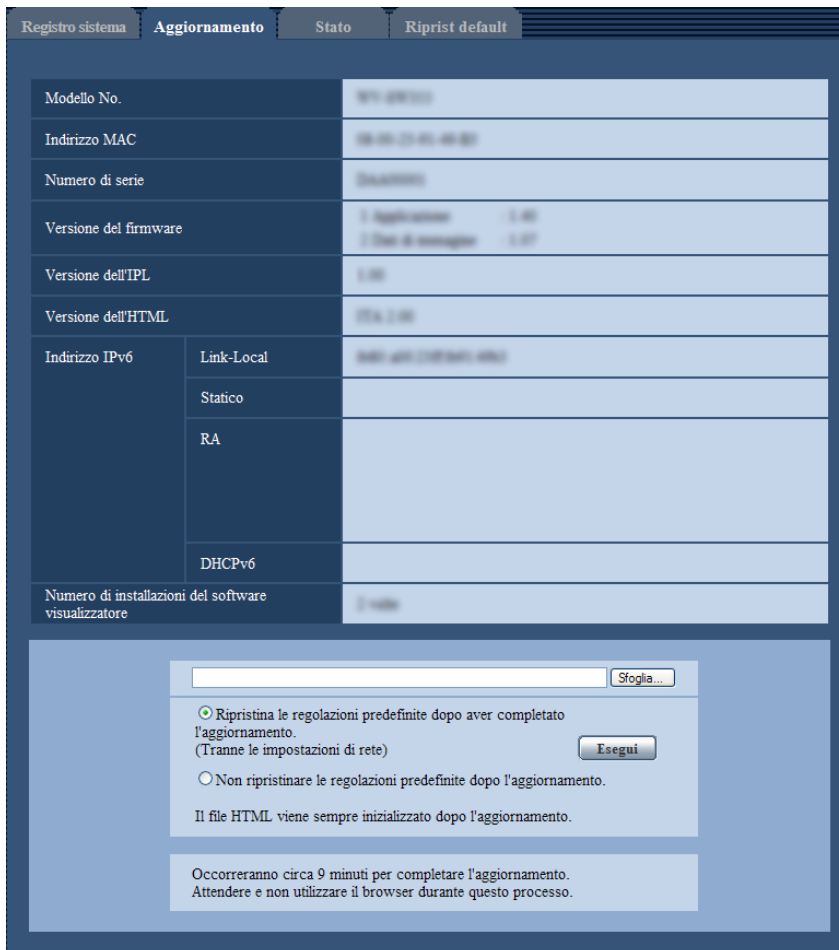 Registro sistema
Aggiornamento
Stato
Riprist default
Modello No.
Indirizzo MAC
Numero di serie
Versione del firmware
Versione dell'IPL
Versione dell'HTML
Indirizzo IPv6
Link-Local
Statico
RA
DHCPv6
Numero di installazioni del software
visualizzatore
Sfoglia...
Ripristina le regolazioni predefinite dopo aver completato
l'aggiornamento.
(Tranne le impostazioni di rete)
Esegui
Non ripristinare le regolazioni predefinite dopo l'aggiornamento.
Il file HTML viene sempre inizializzato dopo l'aggiornamento.
Occorreranno circa 9 minuti per completare l'aggiornamento.
Attendere e non utilizzare il browser durante questo processo.